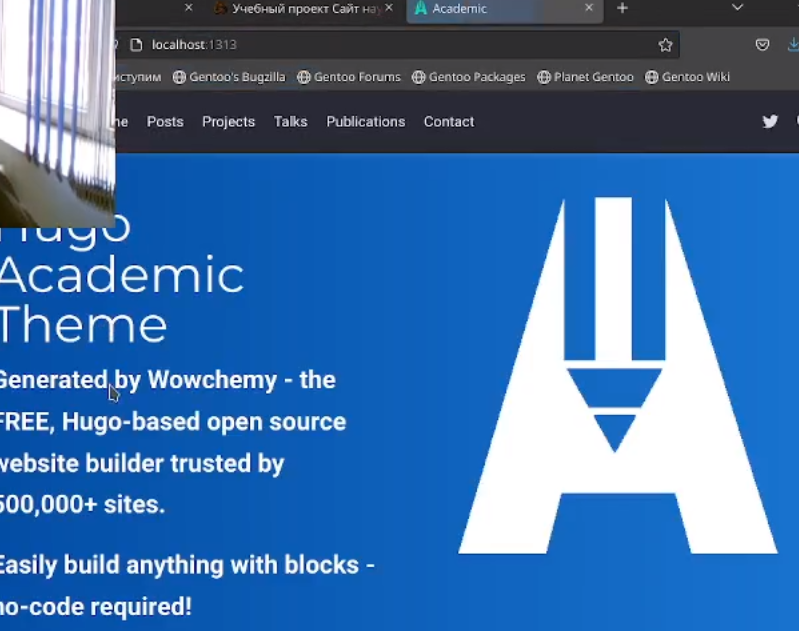 Учебный проект Сайт нау
Academic
localhost:1313
иступим Gentoo's Bugzilla Gentoo Forums Gentoo Packages Planet Gentoo Gentoo Wiki
me Posts Projects Talks Publications Contact
Hugo
Academic
Theme
Generated by Wowchemy - the
FREE, Hugo-based open source
website builder trusted by
500,000+ sites.
Easily build anything with blocks -
no-code required!